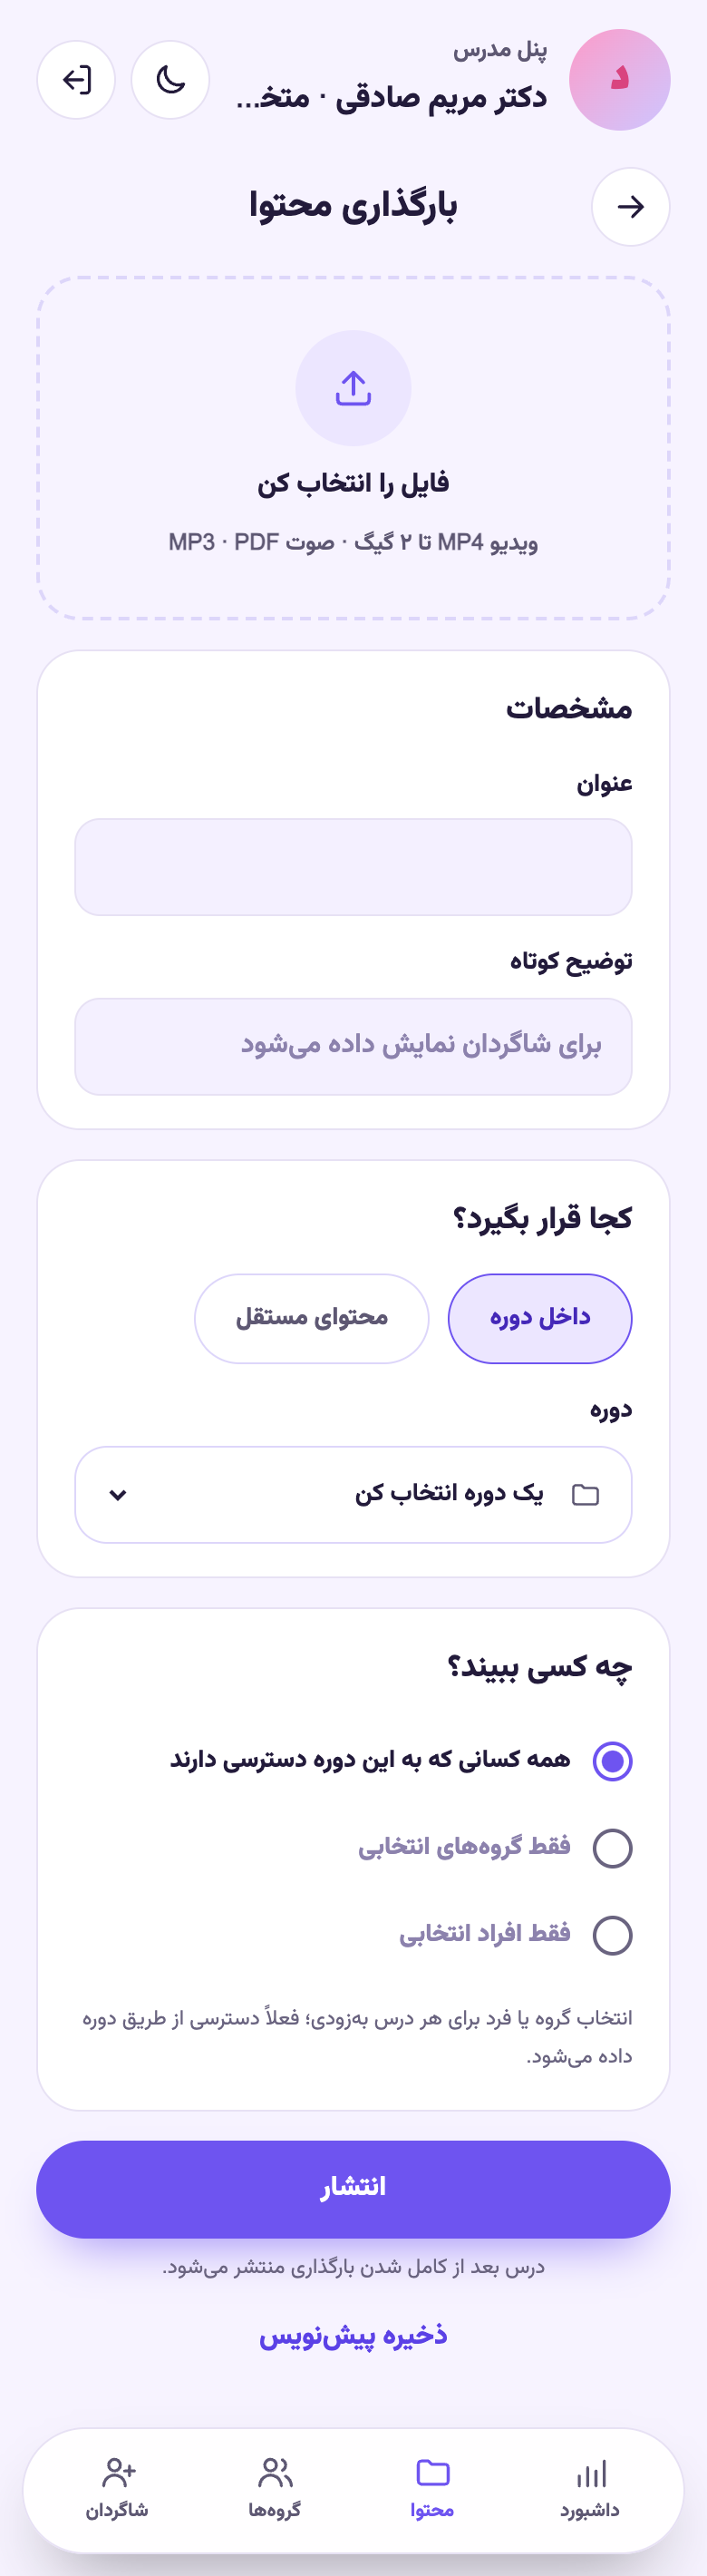 د
پنل مدرس
دکتر مریم صادقی · متخـ...
بارگذاری محتوا
فایل را انتخاب کن
ویدیو MP4 تا ۲ گیگ · صوت MP3 · PDF
مشخصات
عنوان
توضیح کوتاه
برای شاگردان نمایش داده می‌شود
کجا قرار بگیرد؟
داخل دوره
محتوای مستقل
دوره
یک دوره انتخاب کن
چه کسی ببیند؟
همه کسانی که به این دوره دسترسی دارند
فقط گروه‌های انتخابی
فقط افراد انتخابی
انتخاب گروه یا فرد برای هر درس به‌زودی؛ فعلاً دسترسی از طریق دوره
داده می‌شود.
انتشار
درس بعد از کامل شدن بارگذاری منتشر می‌شود.
ذخیره پیش‌نویس
داشبورد
محتوا
گروه‌ها
شاگردان